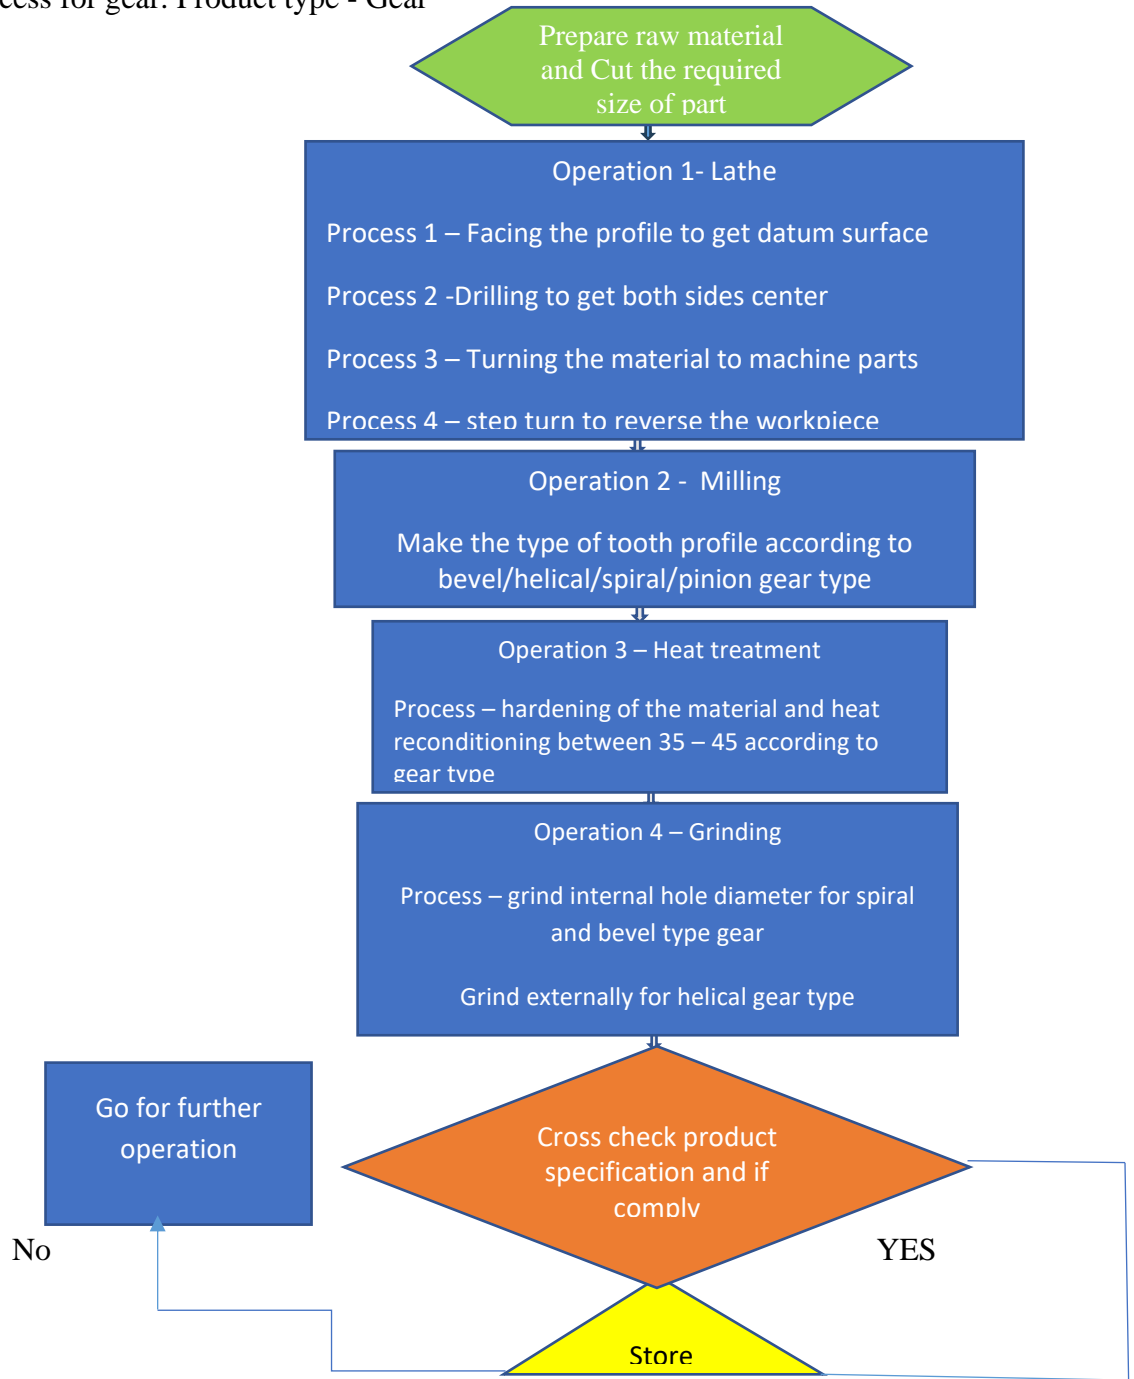 cess for gear. Product type - Gear
Prepare raw material
and Cut the required
size of part
Operation 1- Lathe
Process 1 – Facing the profile to get datum surface
Process 2 -Drilling to get both sides center
Process 3 – Turning the material to machine parts
Process 4 – step turn to reverse the workpiece
Operation 2 -  Milling
Make the type of tooth profile according to
bevel/helical/spiral/pinion gear type
Operation 3 – Heat treatment
Process – hardening of the material and heat
reconditioning between 35 – 45 according to
gear type
Operation 4 – Grinding
Process – grind internal hole diameter for spiral
and bevel type gear
Grind externally for helical gear type
Go for further
operation
Cross check product
specification and if
comply
No
YES
Store